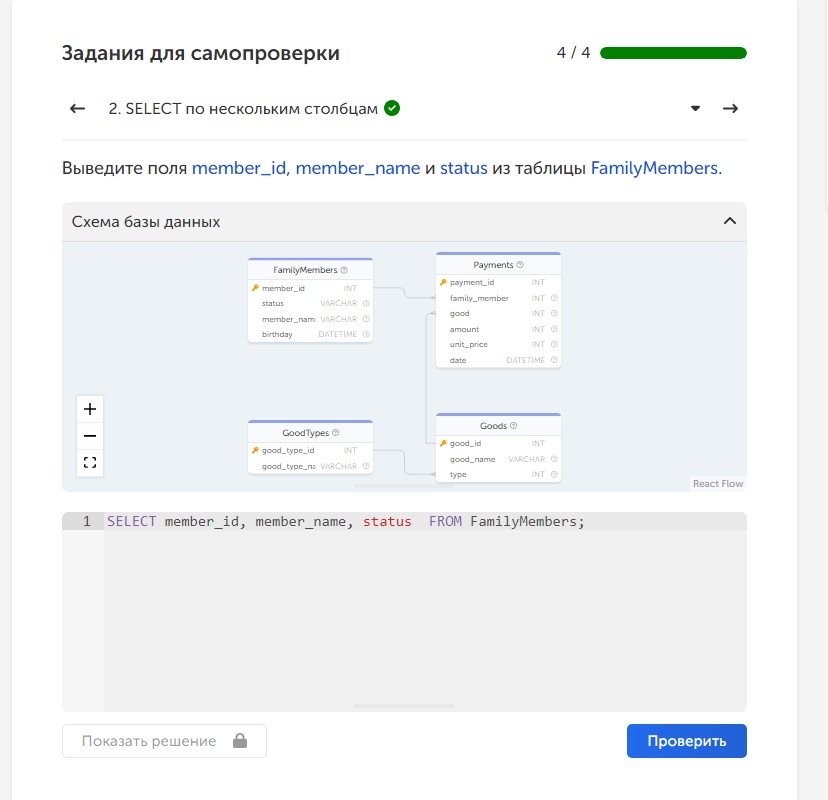 Задания для самопроверки
4 / 4
2. SELECT по нескольким столбцам
Выведите поля member_id, member_name и status из таблицы FamilyMembers.
Схема базы данных
FamilyMembers
member_id INT
status VARCHAR
member_name VARCHAR
birthday DATETIME
Payments
payment_id INT
family_member INT
good INT
amount INT
unit_price INT
date DATETIME
GoodTypes
good_type_id INT
good_type_na VARCHAR
Goods
good_id INT
good_name VARCHAR
type INT
React Flow
1 SELECT member_id, member_name, status  FROM FamilyMembers;
Показать решение
Проверить